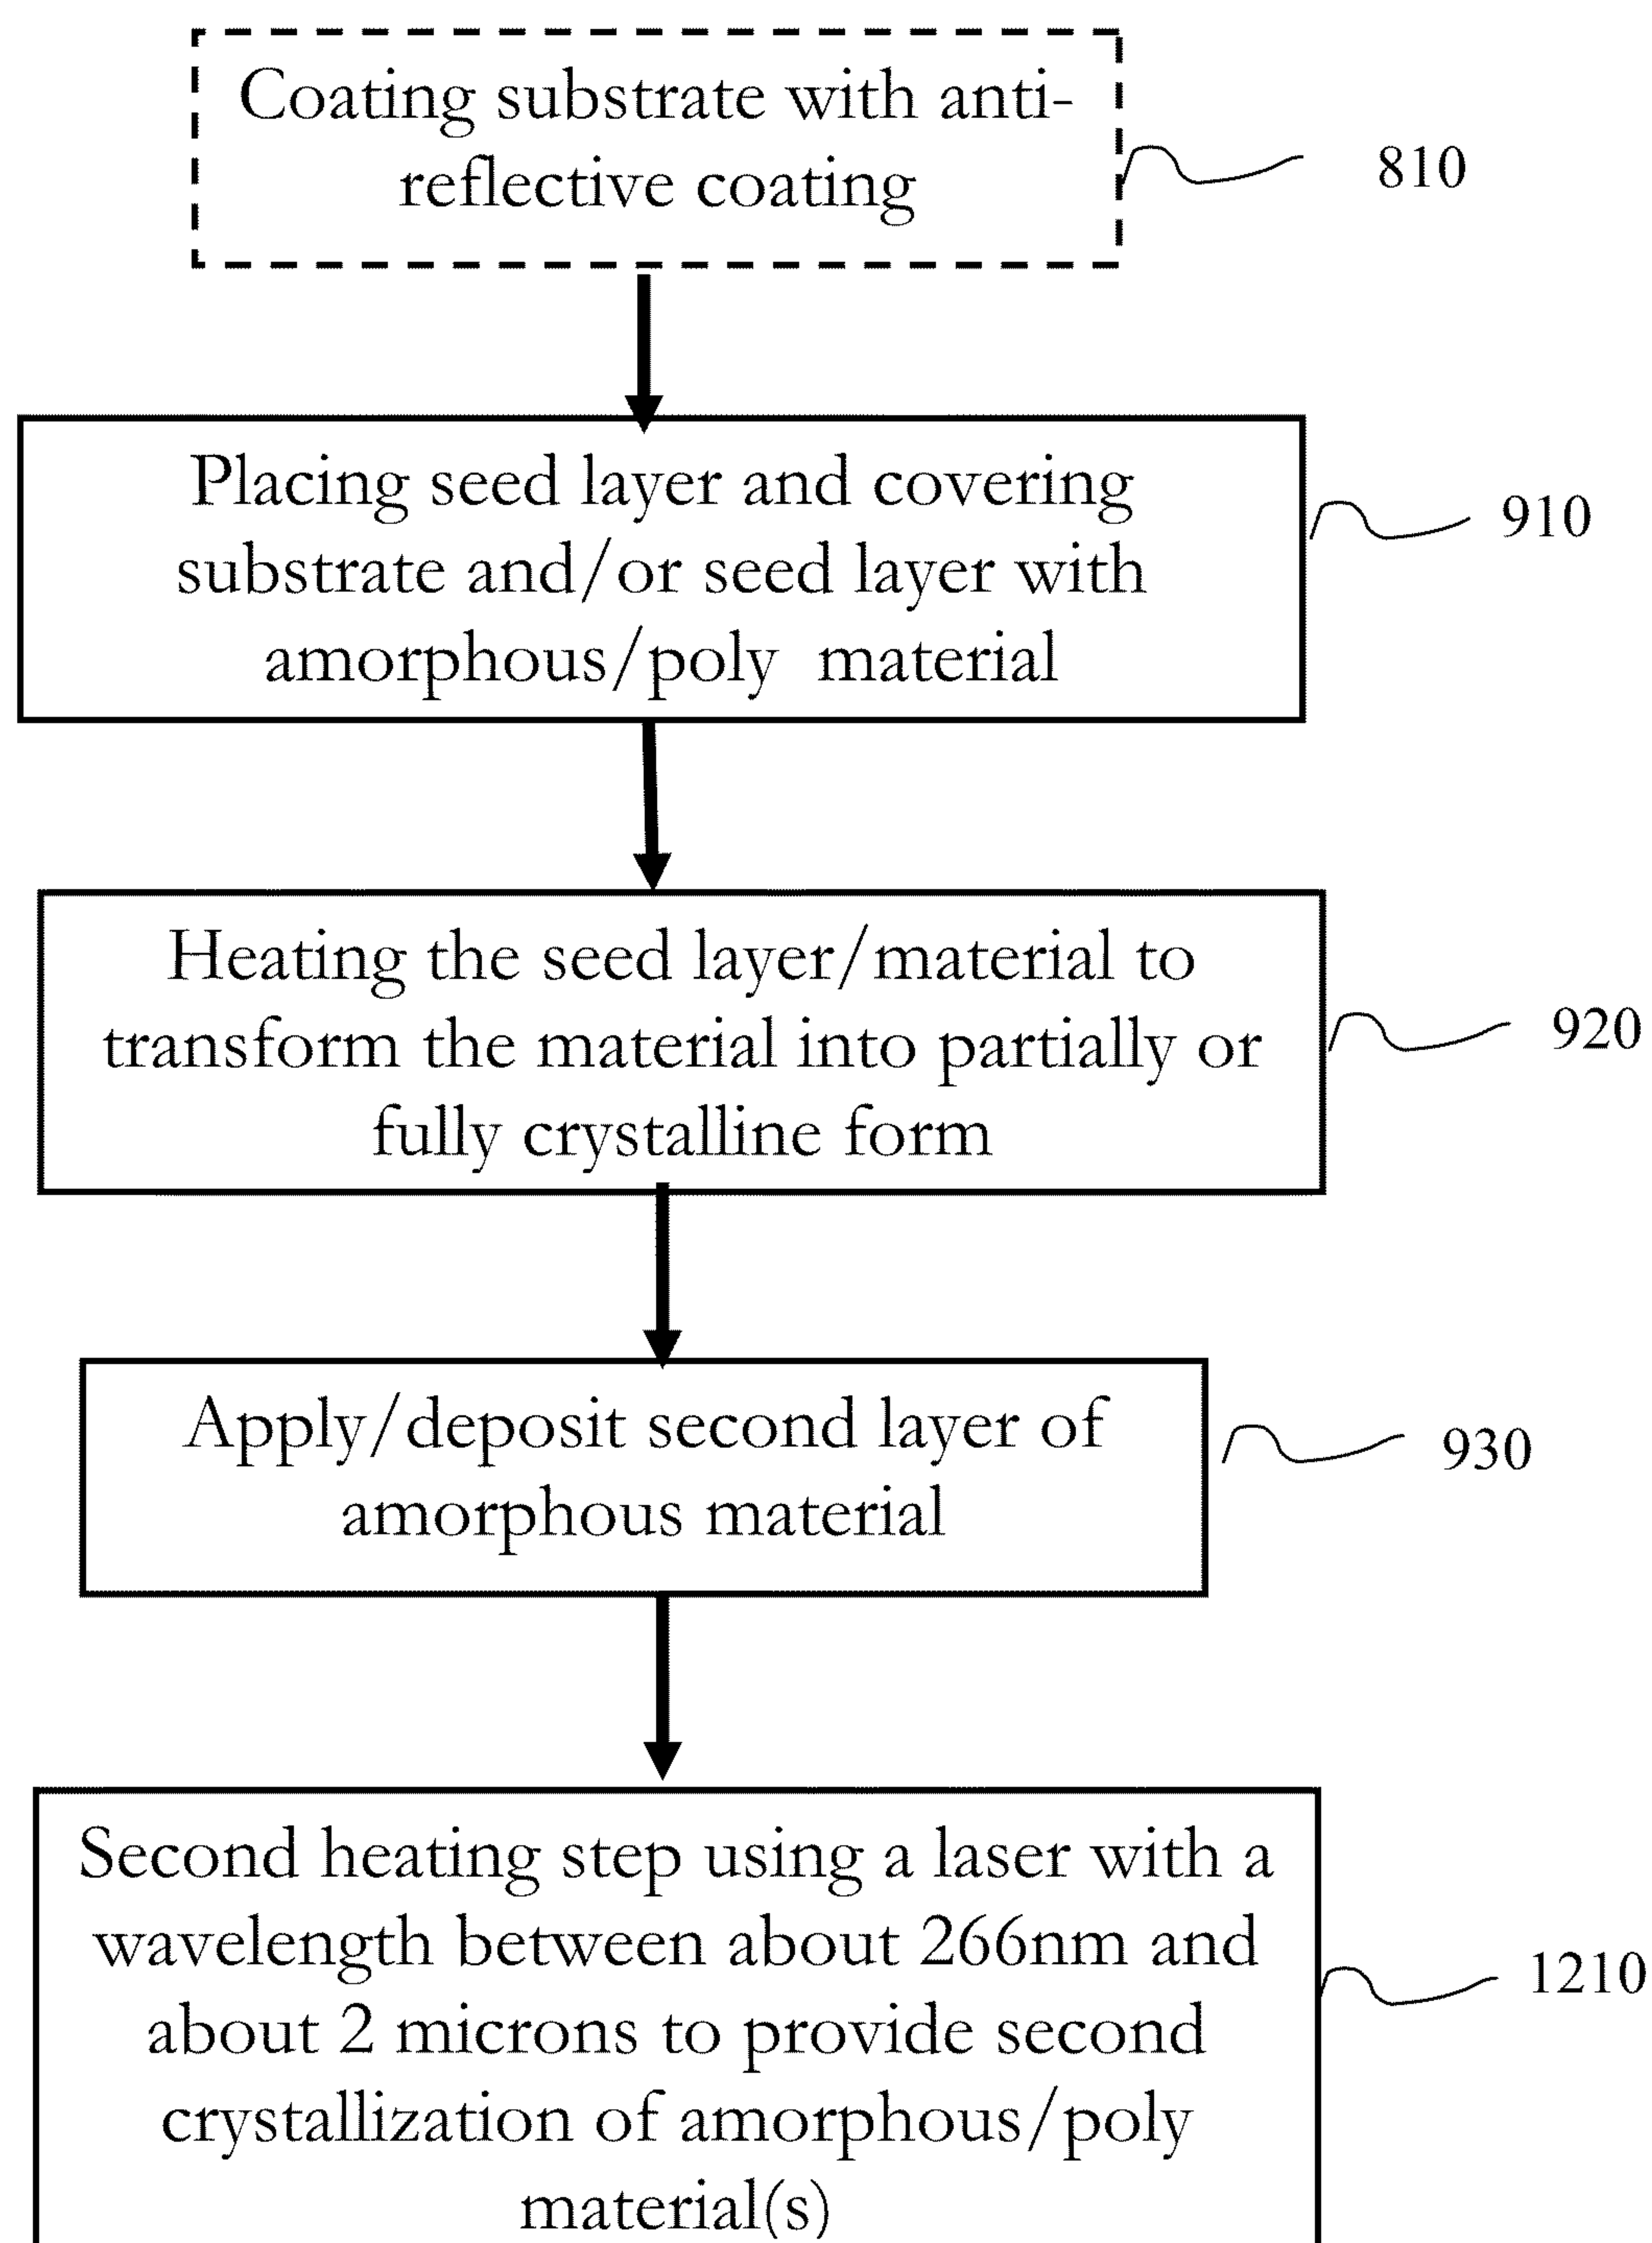 Coating substrate with anti-
reflective coating
810
Placing seed layer and covering
substrate and/or seed layer with
amorphous/poly material
910
Heating the seed layer/material to
transform the material into partially or
fully crystalline form
920
Apply/deposit second layer of
amorphous material
930
Second heating step using a laser with a
wavelength between about 266nm and
about 2 microns to provide second
crystallization of amorphous/poly
material(s)
1210